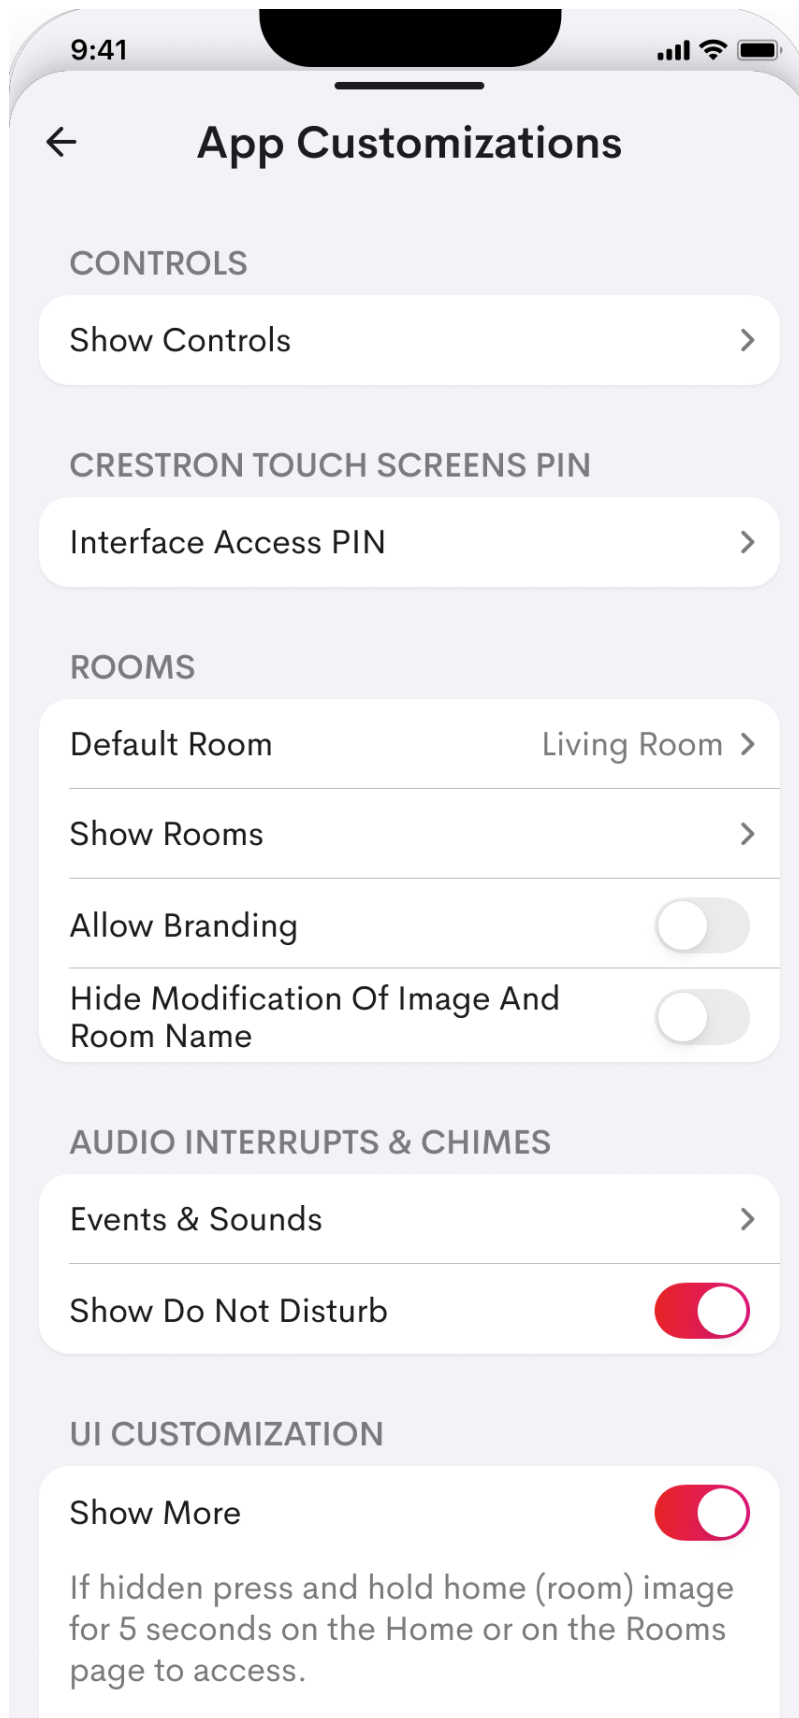 9:41
App Customizations
CONTROLS
Show Controls
CRESTRON TOUCH SCREENS PIN
Interface Access PIN
ROOMS
Default Room Living Room
Show Rooms
Allow Branding
Hide Modification Of Image And
Room Name
AUDIO INTERRUPTS & CHIMES
Events & Sounds
Show Do Not Disturb
UI CUSTOMIZATION
Show More
If hidden press and hold home (room) image
for 5 seconds on the Home or on the Rooms
page to access.